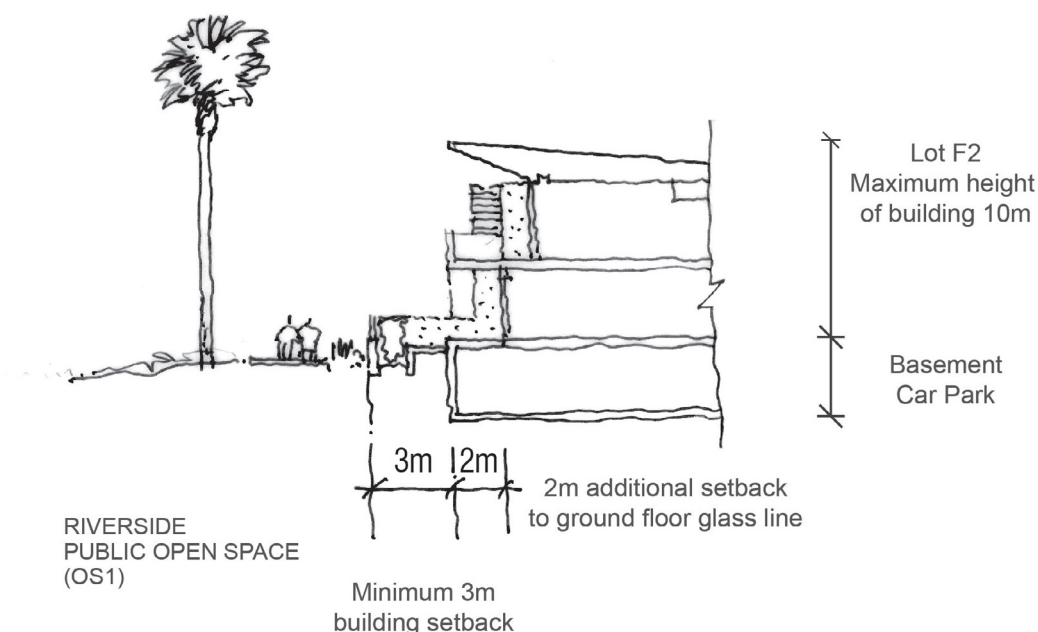 Lot F2
Maximum height
of building 10m
Basement
Car Park
3m
2m
2m additional setback
to ground floor glass line
RIVERSIDE
PUBLIC OPEN SPACE
(OS1)
Minimum 3m
building setback